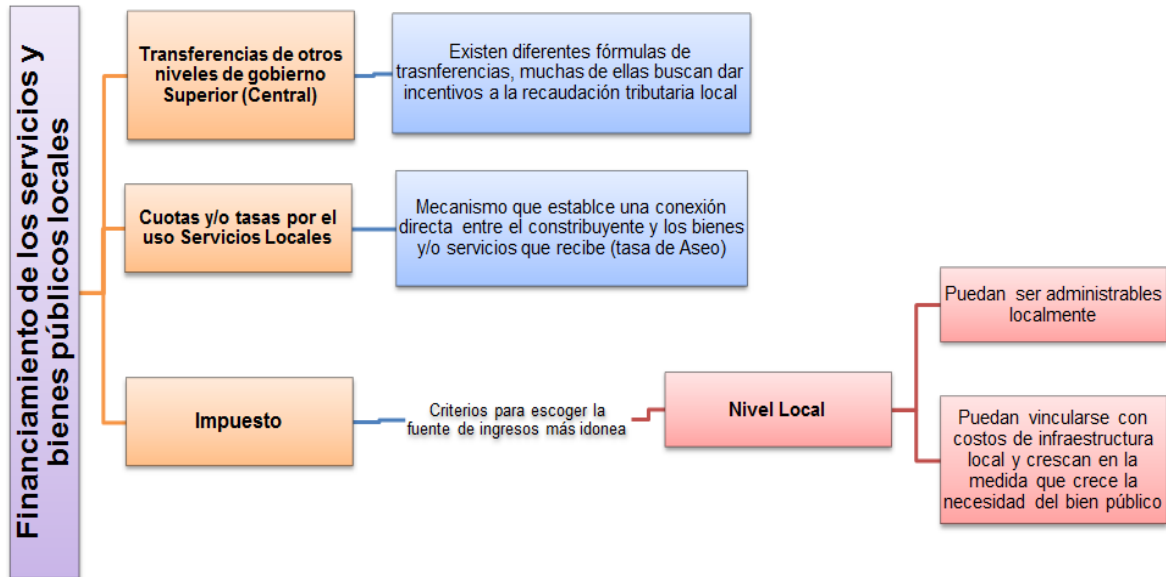 Financiamiento de los servicios y
bienes públicos locales
Transferencias de otros
niveles de gobierno
Superior (Central)
Existen diferentes fórmulas de
trasnferencias, muchas de ellas buscan dar
incentivos a la recaudación tributaria local
Cuotas y/o tasas por el
uso Servicios Locales
Mecanismo que establce una conexión
directa entre el constribuyente y los bienes
y/o servicios que recibe (tasa de Aseo)
Impuesto
Criterios para escoger la
fuente de ingresos más idonea
Nivel Local
Puedan ser administrables
localmente
Puedan vincularse con
costos de infraestructura
local y crescan en la
medida que crece la
necesidad del bien público